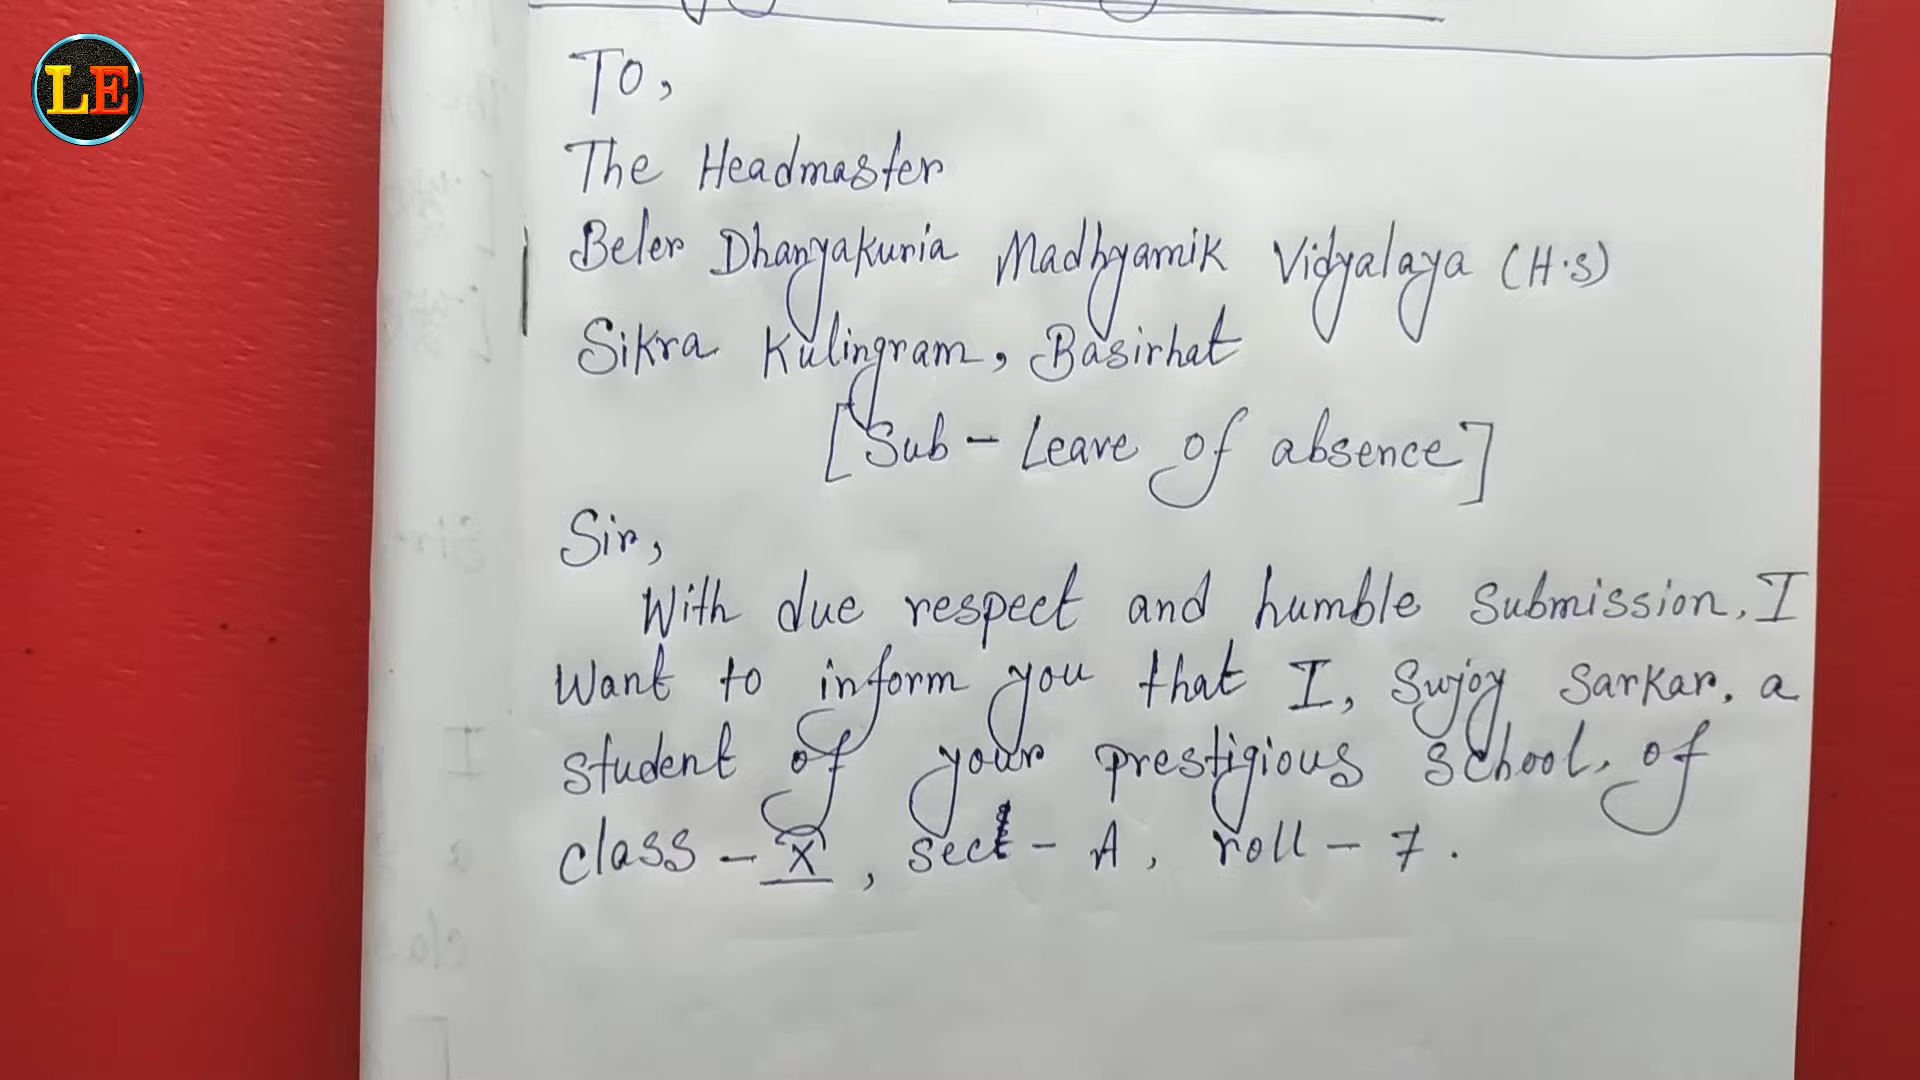 LE
To,
The Headmaster
Beler Dhanyakuria Madhyamik Vidyalaya (H.S)
Sikra Kulingram, Basirhat
[Sub - Leave of absence]
Sir,
With due respect and humble submission, I
want to inform you that I, Sujoy Sarkar, a
student of your prestigious school, of
class - X, sect - A, roll - 7.